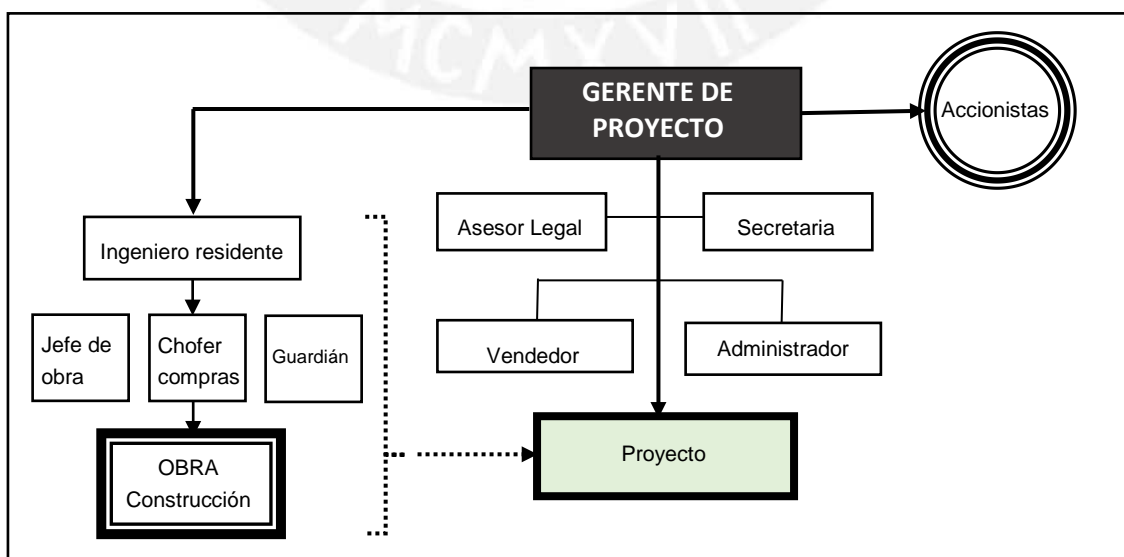 MCMXVII
GERENTE DE
PROYECTO
Accionistas
Asesor Legal
Secretaria
Ingeniero residente
Jefe de
obra
Chofer
compras
Guardián
Vendedor
Administrador
OBRA
Construcción
Proyecto